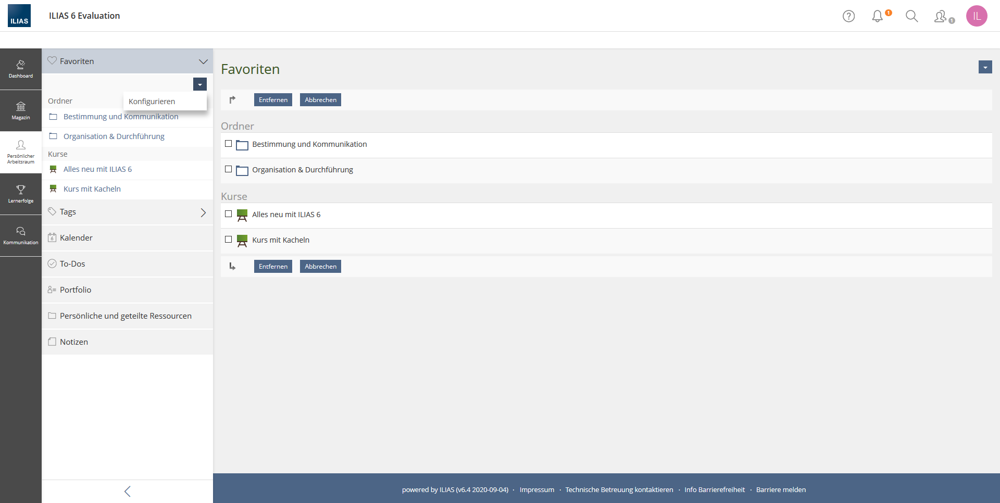 ILIAS
ILIAS 6 Evaluation
1
1
IL
Dashboard
Magazin
Persönlicher
Arbeitsraum
Lernerfolge
Kommunikation
Favoriten
Konfigurieren
Ordner
Bestimmung und Kommunikation
Organisation & Durchführung
Kurse
Alles neu mit ILIAS 6
Kurs mit Kacheln
Tags
6
Kalender
To-Dos
Portfolio
Persönliche und geteilte Ressourcen
Notizen
Favoriten
Entfernen Abbrechen
Ordner
Bestimmung und Kommunikation
Organisation & Durchführung
Kurse
Alles neu mit ILIAS 6
Kurs mit Kacheln
Entfernen Abbrechen
powered by ILIAS (v6.4 2020-09-04) · Impressum · Technische Betreuung kontaktieren · Info Barrierefreiheit · Barriere melden